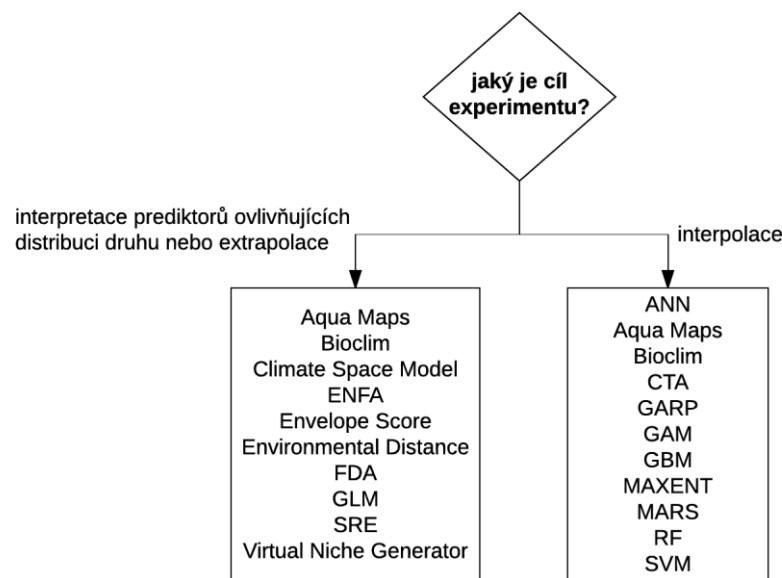 jaký je cíl
experimentu?
interpretace prediktorů ovlivňujících
distribuci druhu nebo extrapolace
interpolace
Aqua Maps
Bioclim
Climate Space Model
ENFA
Envelope Score
Environmental Distance
FDA
GLM
SRE
Virtual Niche Generator
ANN
Aqua Maps
Bioclim
CTA
GARP
GAM
GBM
MAXENT
MARS
RF
SVM